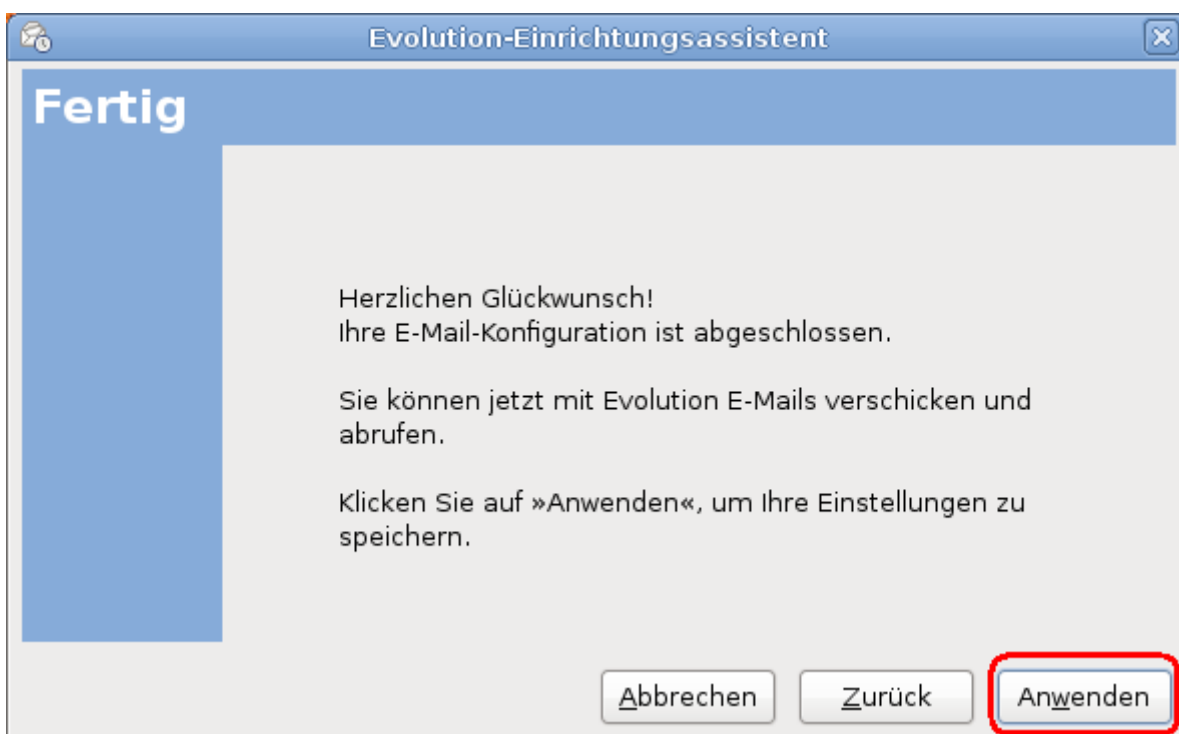 Evolution-Einrichtungsassistent
Fertig
Herzlichen Glückwunsch!
Ihre E-Mail-Konfiguration ist abgeschlossen.
Sie können jetzt mit Evolution E-Mails verschicken und
abrufen.
Klicken Sie auf »Anwenden«, um Ihre Einstellungen zu
speichern.
Abbrechen Zurück Anwenden